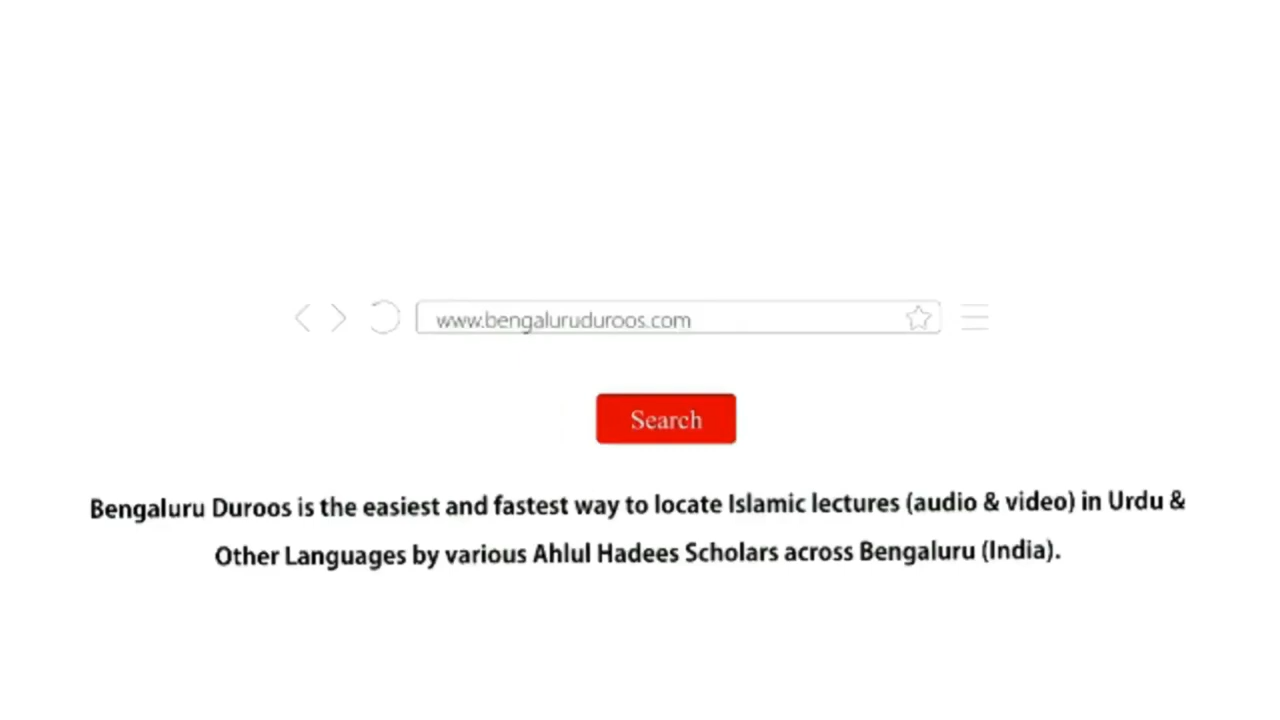 www.bengaluruduroos.com
Search
Bengaluru Duroos is the easiest and fastest way to locate Islamic lectures (audio & video) in Urdu &
Other Languages by various Ahlul Hadees Scholars across Bengaluru (India).